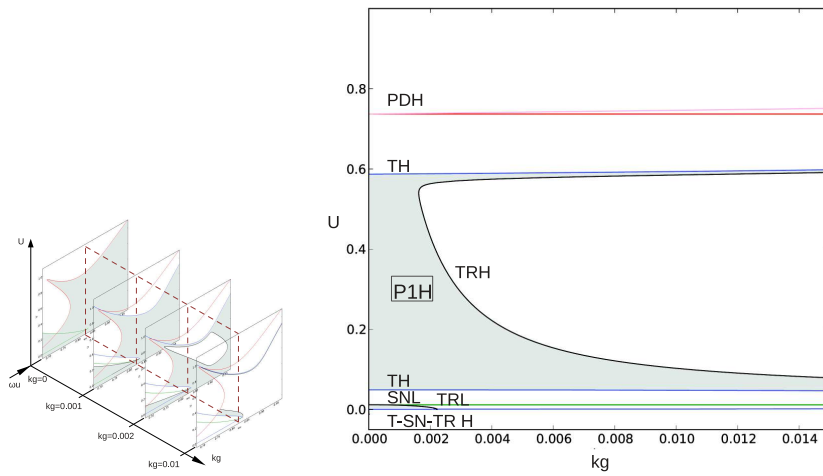 U
ωu
kg=0
kg=0.001
kg=0.002
kg=0.01
kg
0.8
0.6
0.4
0.2
0.0
U
PDH
TH
TRH
P1H
TH
SNL
TRL
T-SN-TR H
0.000
0.002
0.004
0.006
0.008
0.010
0.012
0.014
kg